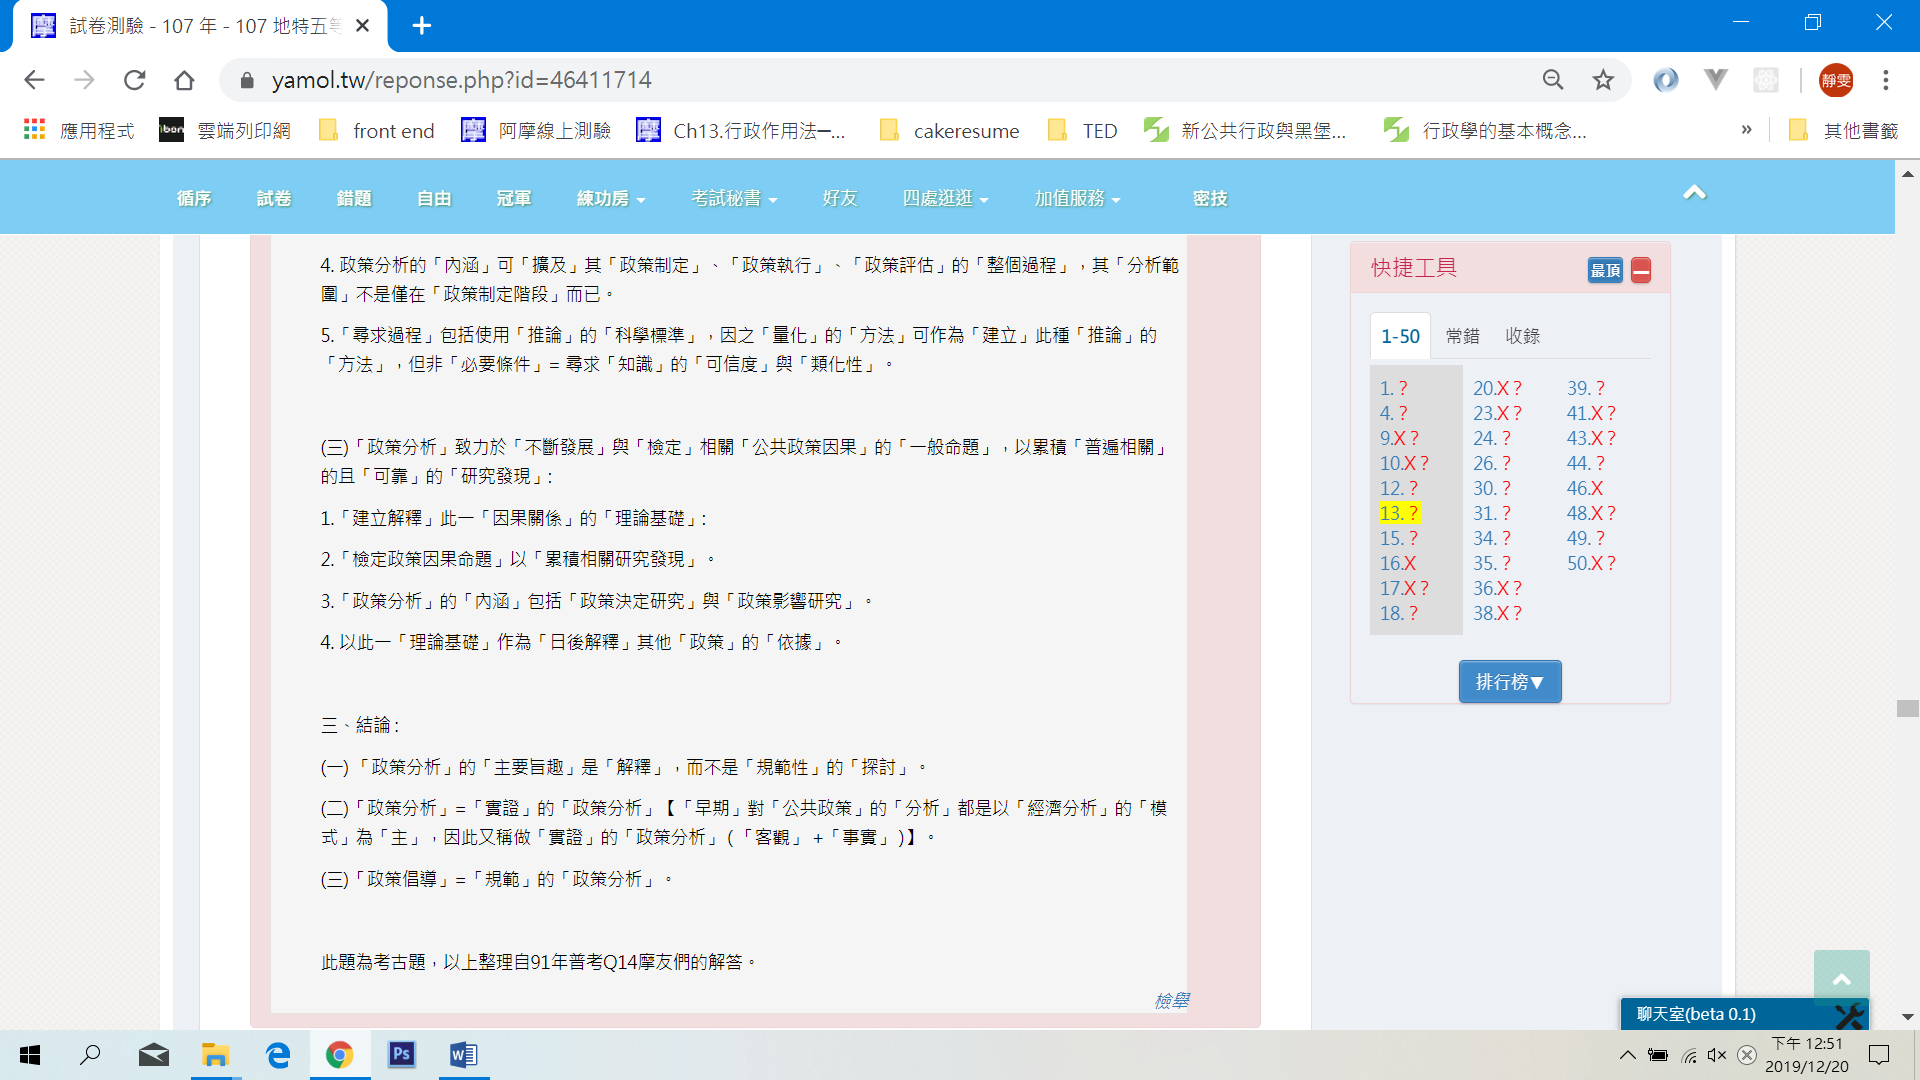 試卷測驗 - 107 年 - 107 地特五等
yamol.tw/reponse.php?id=46411714
靜雯
應用程式 ibon 雲端列印網 front end 阿摩線上測驗 Ch13.行政作用法─... cakeresume TED 新公共行政與黑堡... 行政學的基本概念... » 其他書籤
循序 試卷 錯題 自由 冠軍 練功房 考試秘書 好友 四處逛逛 加值服務 密技
4. 政策分析的「內涵」可「擴及」其「政策制定」、「政策執行」、「政策評估」的「整個過程」，其「分析範
圍」不是僅在「政策制定階段」而已。
5.「尋求過程」包括使用「推論」的「科學標準」，因之「量化」的「方法」可作為「建立」此種「推論」的
「方法」，但非「必要條件」= 尋求「知識」的「可信度」與「類化性」。
(三)「政策分析」致力於「不斷發展」與「檢定」相關「公共政策因果」的「一般命題」，以累積「普遍相關」
的且「可靠」的「研究發現」:
1.「建立解釋」此一「因果關係」的「理論基礎」:
2.「檢定政策因果命題」以「累積相關研究發現」。
3.「政策分析」的「內涵」包括「政策決定研究」與「政策影響研究」。
4. 以此一「理論基礎」作為「日後解釋」其他「政策」的「依據」。
三、結論:
(一) 「政策分析」的「主要旨趣」是「解釋」，而不是「規範性」的「探討」。
(二)「政策分析」=「實證」的「政策分析」【「早期」對「公共政策」的「分析」都是以「經濟分析」的「模
式」為「主」，因此又稱做「實證」的「政策分析」(「客觀」+「事實」)】。
(三)「政策倡導」=「規範」的「政策分析」。
此題為考古題，以上整理自91年普考Q14摩友們的解答。
檢舉
快捷工具 最頂
1-50 常錯 收錄
1. ? 20.X ? 39. ?
4. ? 23.X ? 41.X ?
9.X ? 24. ? 43.X ?
10.X ? 26. ? 44. ?
12. ? 30. ? 46.X
13. ? 31. ? 48.X ?
15. ? 34. ? 49. ?
16.X 35. ? 50.X ?
17.X ? 36.X ?
18. ? 38.X ?
排行榜▼
聊天室(beta 0.1)
Ps
下午 12:51
2019/12/20